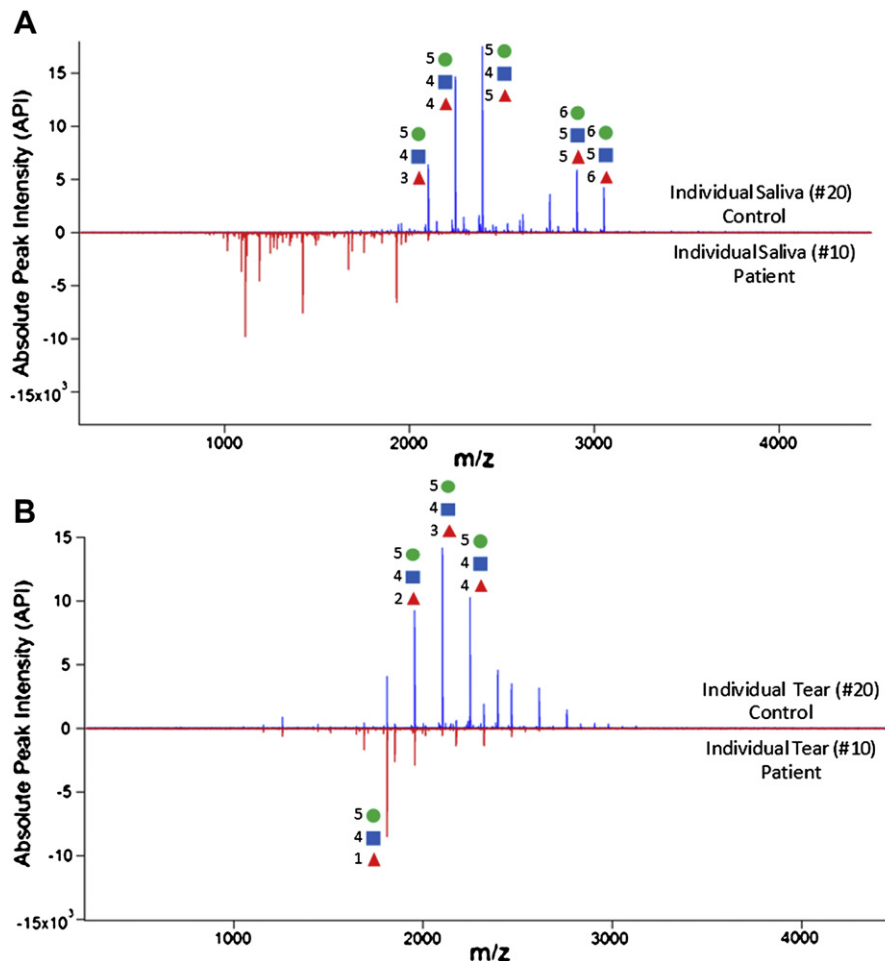 A
Absolute Peak Intensity (API)
15
10
5
0
-5
-10
-15x10³
5
4
3
5
4
4
5
4
5
6
5
5
6
5
6
Individual Saliva (#20)
Control
Individual Saliva (#10)
Patient
1000
2000
3000
4000
m/z
B
Absolute Peak Intensity (API)
15
10
5
0
-5
-10
-15x10³
5
4
2
5
4
3
5
4
4
5
4
1
Individual Tear (#20)
Control
Individual Tear (#10)
Patient
1000
2000
3000
4000
m/z